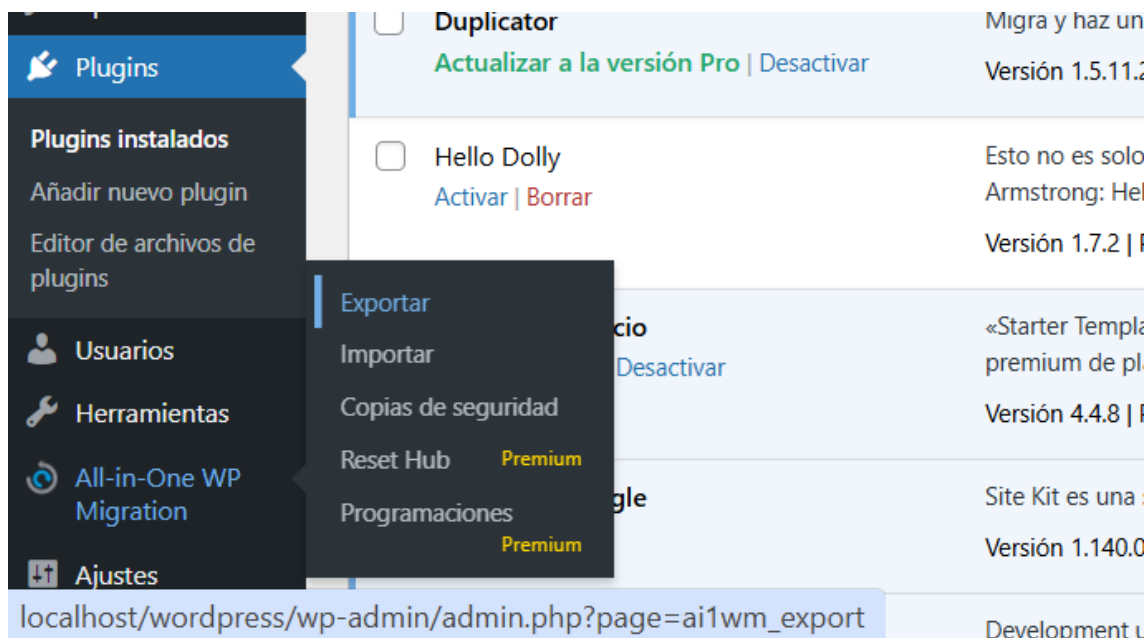 Plugins
Plugins instalados
Añadir nuevo plugin
Editor de archivos de
plugins
Usuarios
Herramientas
All-in-One WP
Migration
Ajustes
Exportar
Importar
Copias de seguridad
Reset Hub Premium
Programaciones
Premium
Duplicator
Actualizar a la versión Pro | Desactivar
Migra y haz un
Versión 1.5.11.2
Hello Dolly
Activar | Borrar
Esto no es solo
Armstrong: Hel
Versión 1.7.2 |
cio
Desactivar
«Starter Templa
premium de pla
Versión 4.4.8 |
gle
Site Kit es una
Versión 1.140.0
Development u
localhost/wordpress/wp-admin/admin.php?page=ai1wm_export